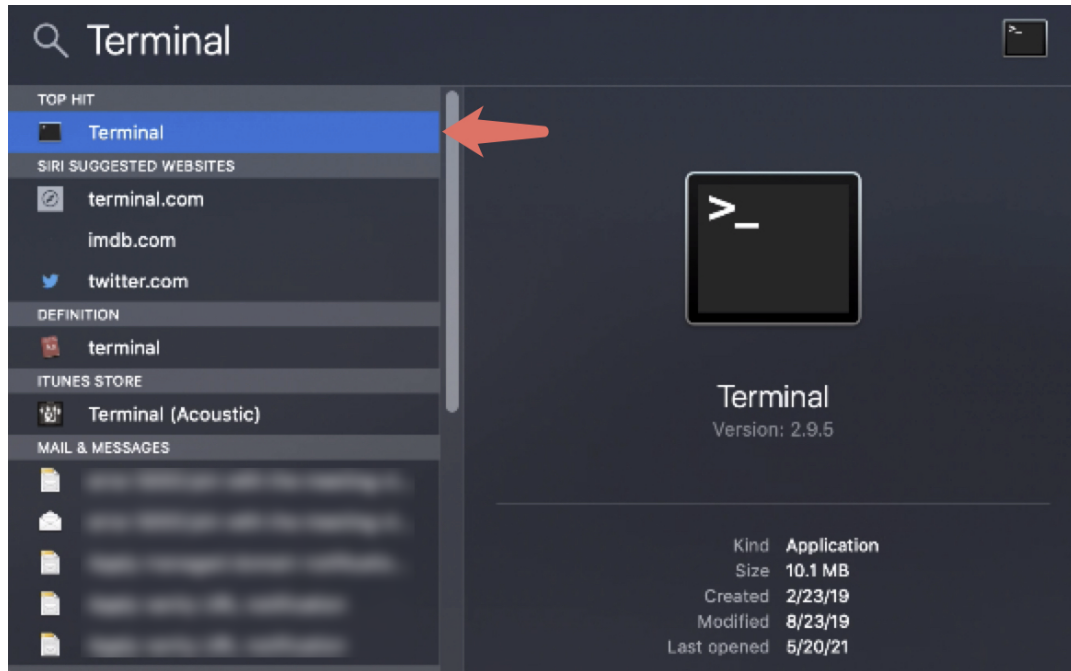 Terminal
TOP HIT
Terminal
SIRI SUGGESTED WEBSITES
terminal.com
imdb.com
twitter.com
DEFINITION
terminal
ITUNES STORE
Terminal (Acoustic)
MAIL & MESSAGES
>_
Terminal
Version: 2.9.5
Kind Application
Size 10.1 MB
Created 2/23/19
Modified 8/23/19
Last opened 5/20/21